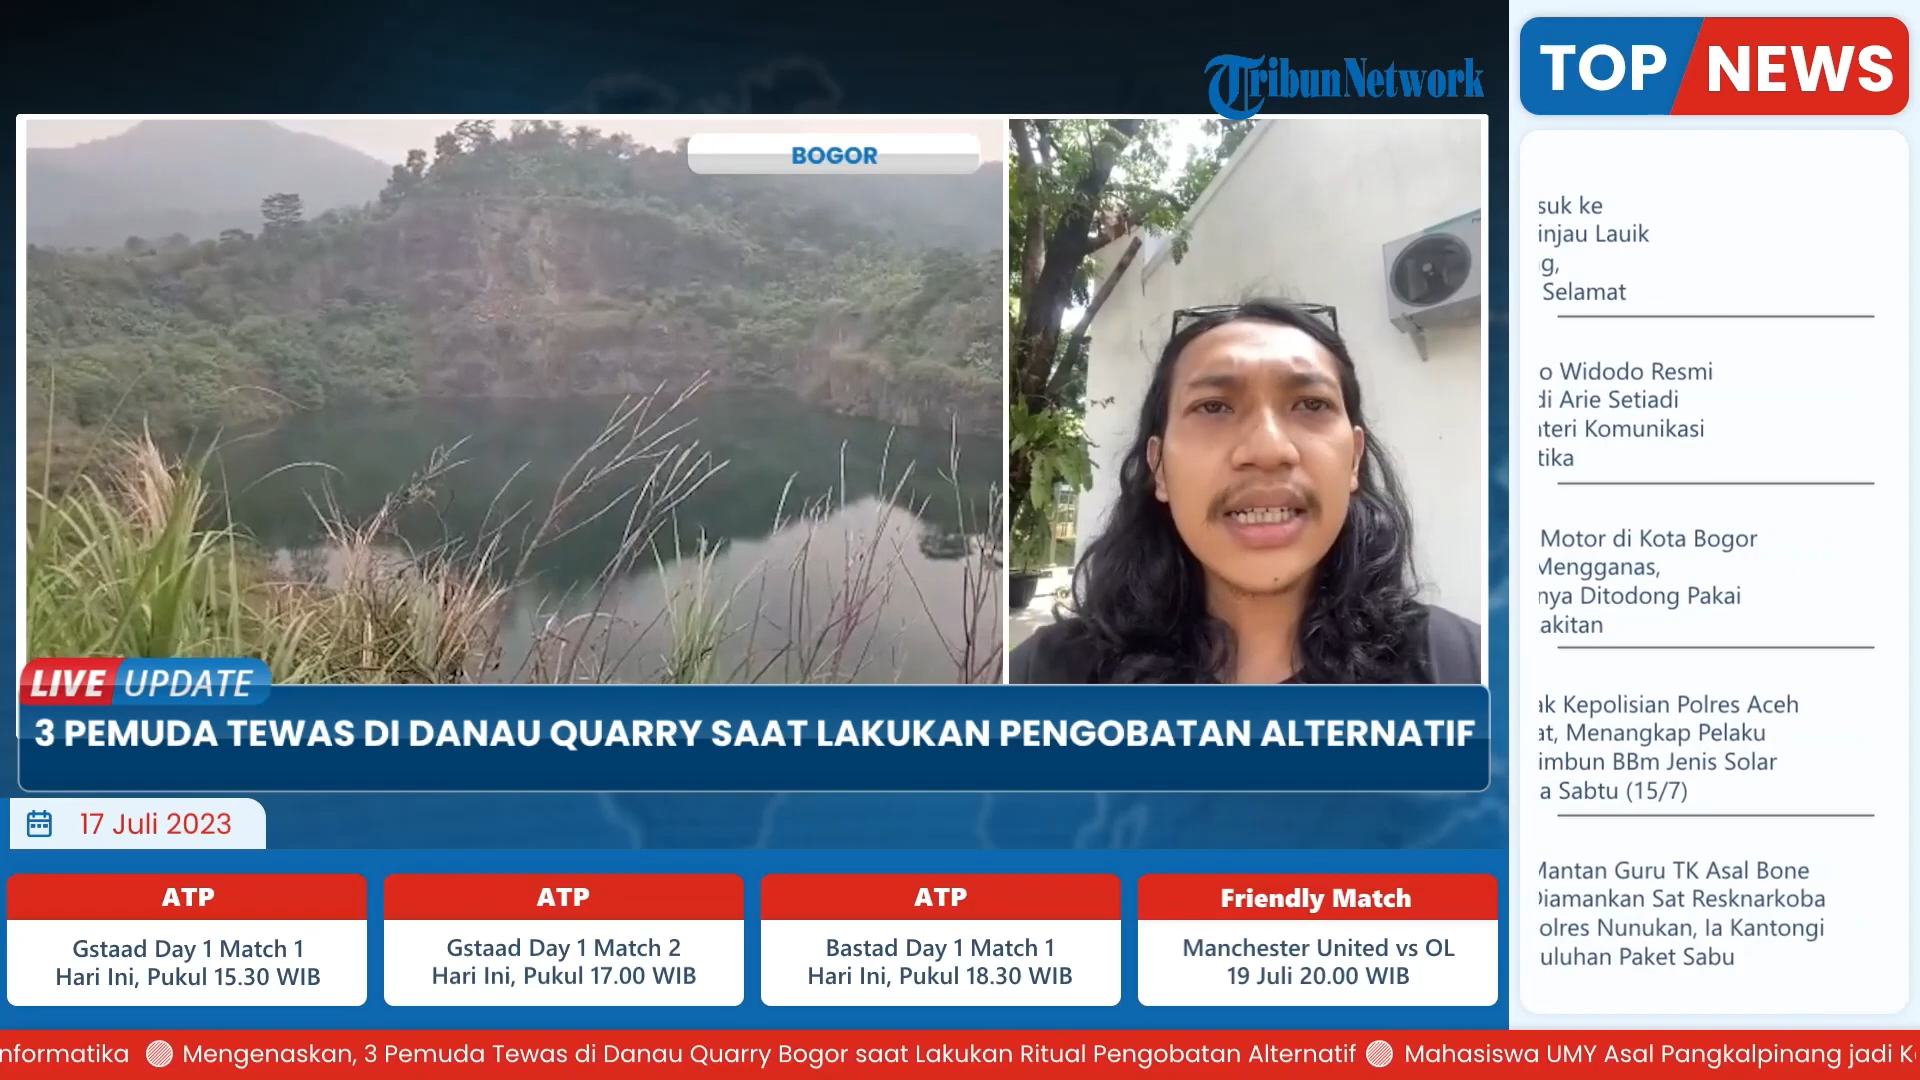 TribunNetwork
BOGOR
LIVE UPDATE
3 PEMUDA TEWAS DI DANAU QUARRY SAAT LAKUKAN PENGOBATAN ALTERNATIF
17 Juli 2023
ATP
Gstaad Day 1 Match 1
Hari Ini, Pukul 15.30 WIB
ATP
Gstaad Day 1 Match 2
Hari Ini, Pukul 17.00 WIB
ATP
Bastad Day 1 Match 1
Hari Ini, Pukul 18.30 WIB
Friendly Match
Manchester United vs OL
19 Juli 20.00 WIB
TOP NEWS
suk ke
injau Lauik
g,
Selamat
o Widodo Resmi
di Arie Setiadi
teri Komunikasi
tika
Motor di Kota Bogor
Mengganas,
nya Ditodong Pakai
akitan
ak Kepolisian Polres Aceh
at, Menangkap Pelaku
imbun BBm Jenis Solar
a Sabtu (15/7)
Mantan Guru TK Asal Bone
Diamankan Sat Resknarkoba
olres Nunukan, Ia Kantongi
uluhan Paket Sabu
nformatika Mengenaskan, 3 Pemuda Tewas di Danau Quarry Bogor saat Lakukan Ritual Pengobatan Alternatif Mahasiswa UMY Asal Pangkalpinang jadi K